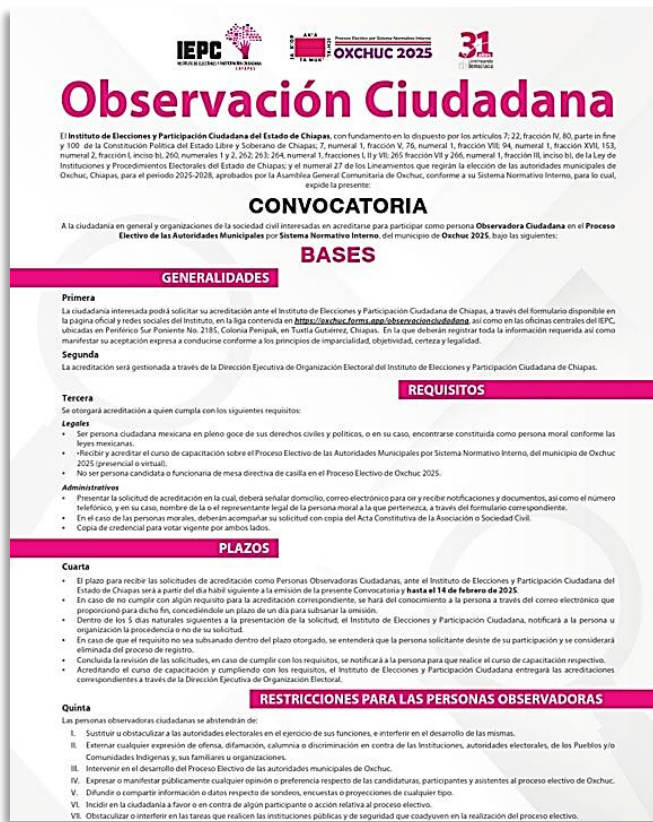 IEPC
INSTITUTO DE ELECCIONES Y PARTICIPACIÓN CIUDADANA
CHIAPAS
Proceso Electivo por Sistema Normativo Interno
OXCHUC 2025
31 años
Construyendo
Democracia
Observación Ciudadana
El Instituto de Elecciones y Participación Ciudadana del Estado de Chiapas, con fundamento en lo dispuesto por los artículos 7; 22, fracción IV, 80, parte in fine
y 100 de la Constitución Política del Estado Libre y Soberano de Chiapas; 7, numeral 1, fracción V, 76, numeral 1, fracción VIII; 94, numeral 1, fracción XVII, 153,
numeral 2, fracción I, inciso b), 260, numerales 1 y 2, 262; 263; 264, numeral 1, fracciones I, II y VII; 265 fracción VII y 266, numeral 1, fracción III, inciso b), de la Ley de
Instituciones y Procedimientos Electorales del Estado de Chiapas; y el numeral 27 de los Lineamientos que regirán la elección de las autoridades municipales de
Oxchuc, Chiapas, para el periodo 2025-2028, aprobados por la Asamblea General Comunitaria de Oxchuc, conforme a su Sistema Normativo Interno, para lo cual,
expide la presente:
CONVOCATORIA
A la ciudadanía en general y organizaciones de la sociedad civil interesadas en acreditarse para participar como persona Observadora Ciudadana en el Proceso
Electivo de las Autoridades Municipales por Sistema Normativo Interno, del municipio de Oxchuc 2025, bajo las siguientes:
BASES
GENERALIDADES
Primera
La ciudadanía interesada podrá solicitar su acreditación ante el Instituto de Elecciones y Participación Ciudadana de Chiapas, a través del formulario disponible en
la página oficial y redes sociales del Instituto, en la liga contenida en https://oxchuc.forms.app/observacionciudadana, así como en las oficinas centrales del IEPC,
ubicadas en Periférico Sur Poniente No. 2185, Colonia Penipak, en Tuxtla Gutiérrez, Chiapas. En la que deberán registrar toda la información requerida así como
manifestar su aceptación expresa a conducirse conforme a los principios de imparcialidad, objetividad, certeza y legalidad.
Segunda
La acreditación será gestionada a través de la Dirección Ejecutiva de Organización Electoral del Instituto de Elecciones y Participación Ciudadana de Chiapas.
REQUISITOS
Tercera
Se otorgará acreditación a quien cumpla con los siguientes requisitos:
Legales
• Ser persona ciudadana mexicana en pleno goce de sus derechos civiles y políticos, o en su caso, encontrarse constituida como persona moral conforme las
leyes mexicanas.
• •Recibir y acreditar el curso de capacitación sobre el Proceso Electivo de las Autoridades Municipales por Sistema Normativo Interno, del municipio de Oxchuc
2025 (presencial o virtual).
• No ser persona candidata o funcionaria de mesa directiva de casilla en el Proceso Electivo de Oxchuc 2025.
Administrativos
• Presentar la solicitud de acreditación en la cual, deberá señalar domicilio, correo electrónico para oir y recibir notificaciones y documentos, así como el número
telefónico, y en su caso, nombre de la o el representante legal de la persona moral a la que pertenezca, a través del formulario correspondiente.
• En el caso de las personas morales, deberán acompañar su solicitud con copia del Acta Constitutiva de la Asociación o Sociedad Civil.
• Copia de credencial para votar vigente por ambos lados.
PLAZOS
Cuarta
• El plazo para recibir las solicitudes de acreditación como Personas Observadoras Ciudadanas, ante el Instituto de Elecciones y Participación Ciudadana del
Estado de Chiapas será a partir del día hábil siguiente a la emisión de la presente Convocatoria y hasta el 14 de febrero de 2025.
• En caso de no cumplir con algún requisito para la acreditación correspondiente, se hará del conocimiento a la persona a través del correo electrónico que
proporcionó para dicho fin, concediéndole un plazo de un día para subsanar la omisión.
• Dentro de los 5 días naturales siguientes a la presentación de la solicitud, el Instituto de Elecciones y Participación Ciudadana, notificará a la persona u
organización la procedencia o no de su solicitud.
• En caso de que el requisito no sea subsanado dentro del plazo otorgado, se entenderá que la persona solicitante desiste de su participación y se considerará
eliminada del proceso de registro.
• Concluida la revisión de las solicitudes, en caso de cumplir con los requisitos, se notificará a la persona para que realice el curso de capacitación respectivo.
• Acreditando el curso de capacitación y cumpliendo con los requisitos, el Instituto de Elecciones y Participación Ciudadana entregará las acreditaciones
correspondientes a través de la Dirección Ejecutiva de Organización Electoral.
RESTRICCIONES PARA LAS PERSONAS OBSERVADORAS
Quinta
Las personas observadoras ciudadanas se abstendrán de:
I. Sustituir u obstaculizar a las autoridades electorales en el ejercicio de sus funciones, e interferir en el desarrollo de las mismas.
II. Externar cualquier expresión de ofensa, difamación, calumnia o discriminación en contra de las Instituciones, autoridades electorales, de los Pueblos y/o
Comunidades Indígenas y, sus familiares u organizaciones.
III. Intervenir en el desarrollo del Proceso Electivo de las autoridades municipales de Oxchuc.
IV. Expresar o manifestar públicamente cualquier opinión o preferencia respecto de las candidaturas, participantes y asistentes al proceso electivo de Oxchuc.
V. Difundir o compartir información o datos respecto de sondeos, encuestas o proyecciones de cualquier tipo.
VI. Incidir en la ciudadanía a favor o en contra de algún participante o acción relativa al proceso electivo.
VII. Obstaculizar o interferir en las tareas que realicen las instituciones públicas y de seguridad que coadyuven en la realización del proceso electivo.